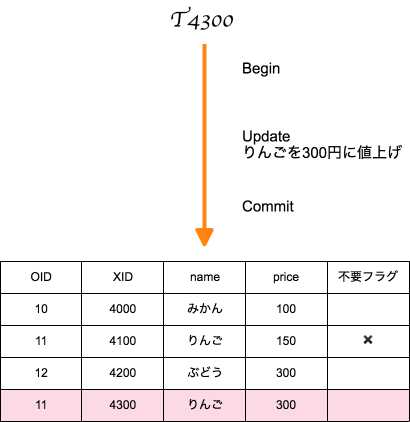 T4300
Begin
Update
りんごを300円に値上げ
Commit
OID XID name price 不要フラグ
10 4000 みかん 100
11 4100 りんご 150 ✖
12 4200 ぶどう 300
11 4300 りんご 300